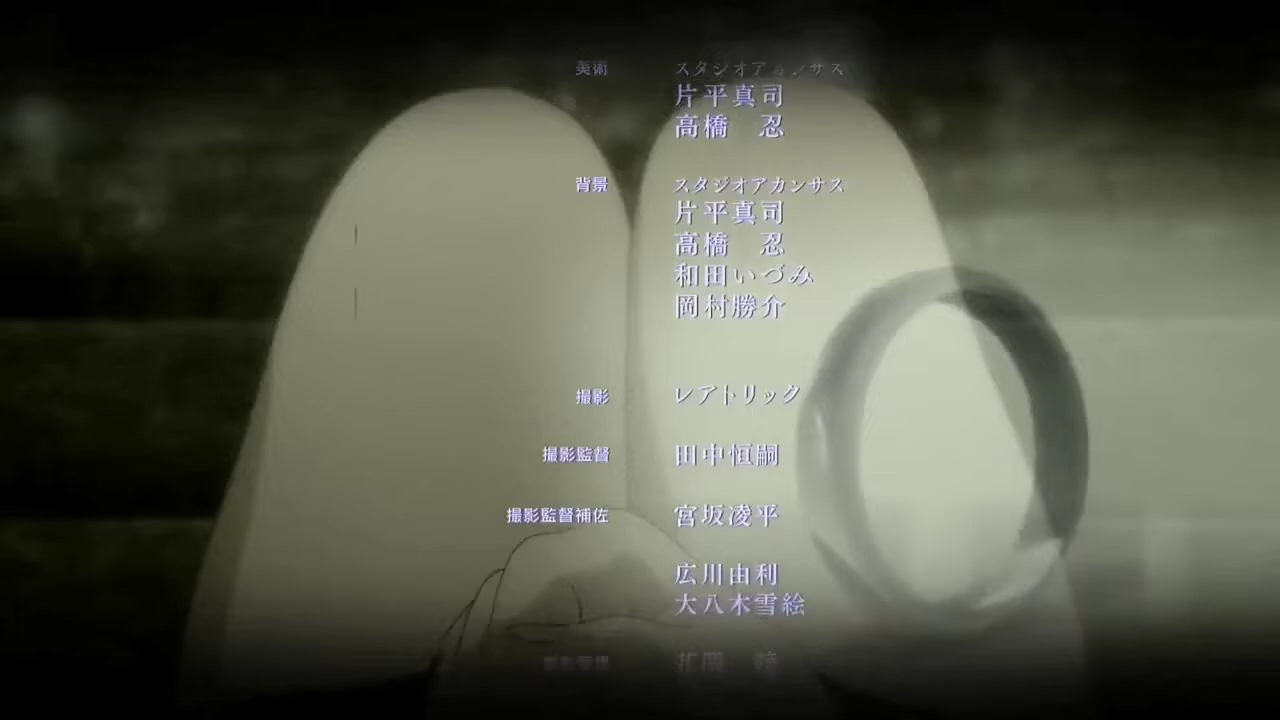 美術 スタジオアカンサス
片平真司
高橋 忍
背景 スタジオアカンサス
片平真司
高橋 忍
和田いづみ
岡村勝介
撮影 レアトリック
撮影監督 田中恒嗣
撮影監督補佐 宮坂凌平
広川由利
大八木雪絵